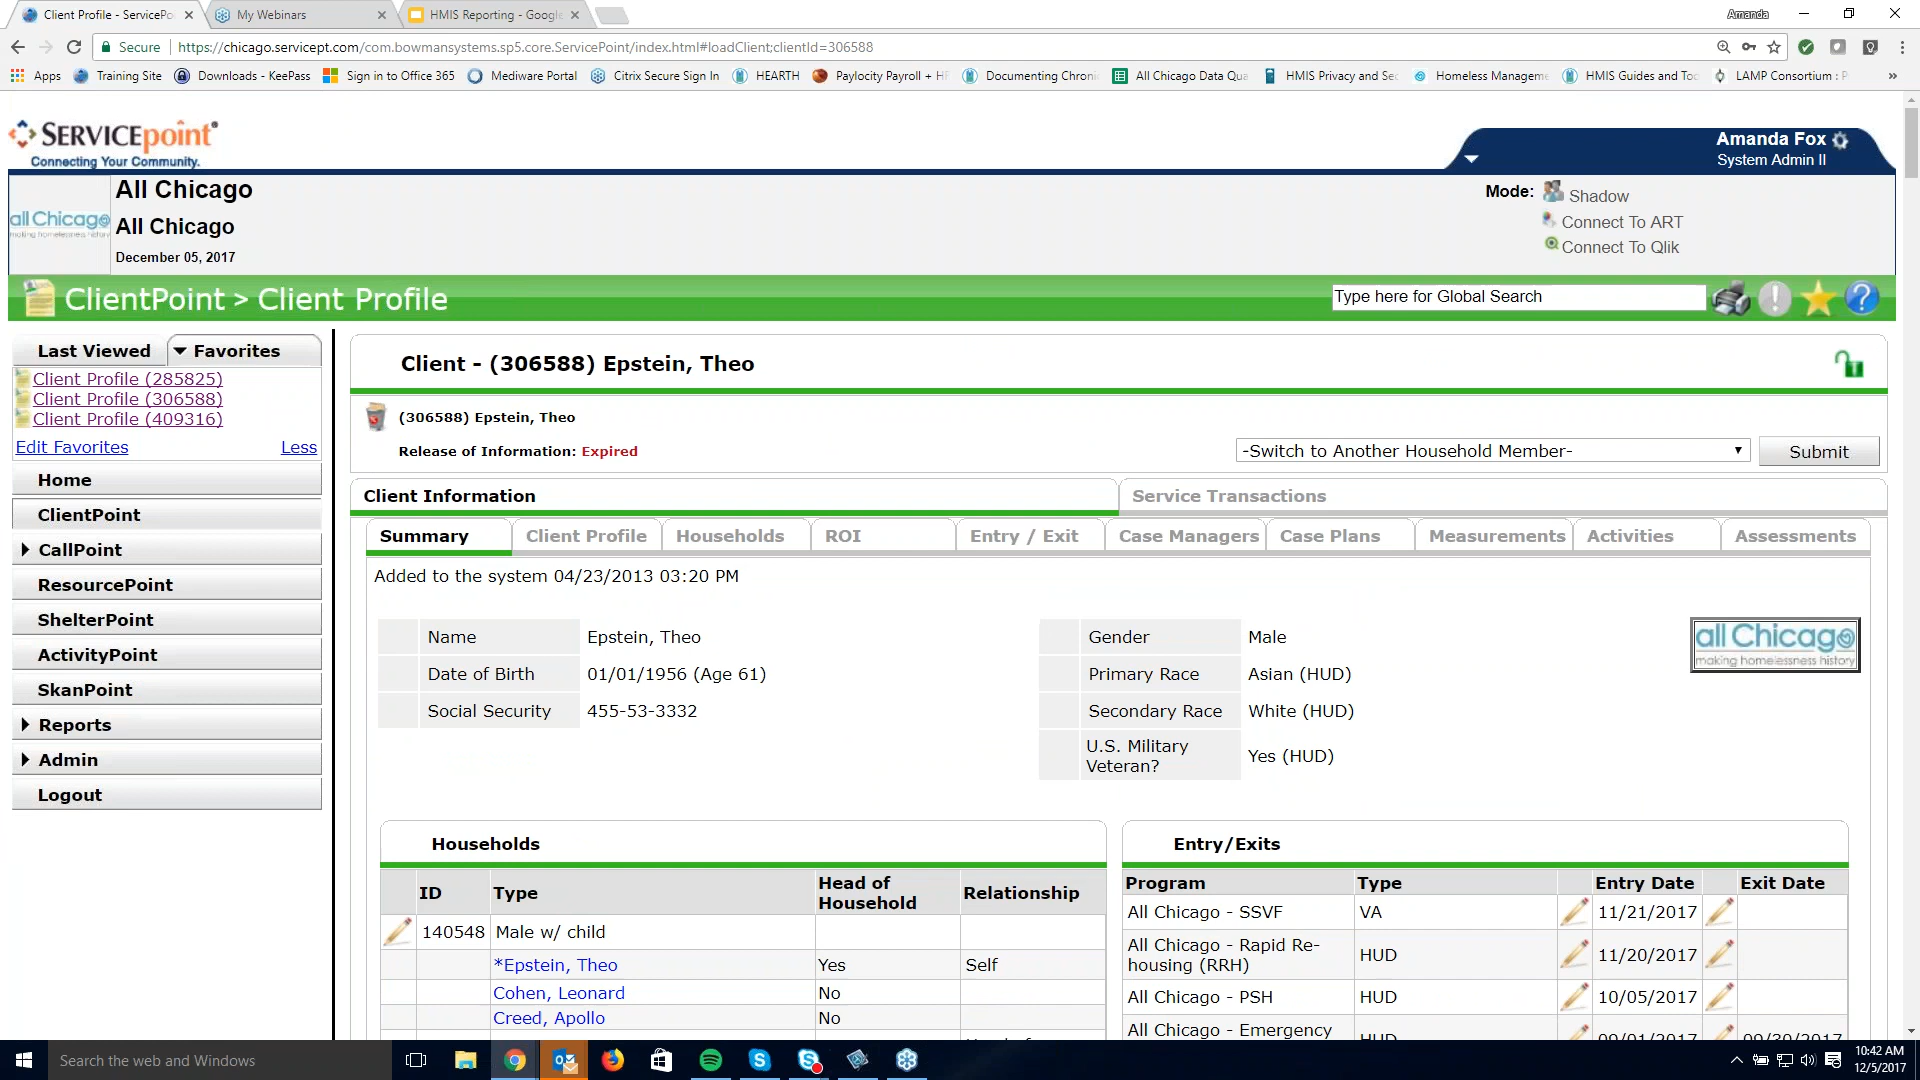 Client Profile - ServicePo
My Webinars
HMIS Reporting - Google
Amanda
Secure
https://chicago.servicept.com/com.bowmansystems.sp5.core.ServicePoint/index.html#loadClient;clientId=306588
Apps
Training Site
Downloads - KeePass
Sign in to Office 365
Mediware Portal
Citrix Secure Sign In
HEARTH
Paylocity Payroll + H
Documenting Chroni
All Chicago Data Qua
HMIS Privacy and Sec
Homeless Manageme
HMIS Guides and Too
LAMP Consortium : P
SERVICEpoint®
Connecting Your Community.
Amanda Fox
System Admin II
all Chicago
making homelessness history
All Chicago
All Chicago
December 05, 2017
Mode:
Shadow
Connect To ART
Connect To Qlik
ClientPoint > Client Profile
Type here for Global Search
Last Viewed
Favorites
Client Profile (285825)
Client Profile (306588)
Client Profile (409316)
Edit Favorites
Less
Home
ClientPoint
CallPoint
ResourcePoint
ShelterPoint
ActivityPoint
SkanPoint
Reports
Admin
Logout
Client - (306588) Epstein, Theo
(306588) Epstein, Theo
Release of Information: Expired
-Switch to Another Household Member-
Submit
Client Information
Service Transactions
Summary
Client Profile
Households
ROI
Entry / Exit
Case Managers
Case Plans
Measurements
Activities
Assessments
Added to the system 04/23/2013 03:20 PM
Name Epstein, Theo
Date of Birth 01/01/1956 (Age 61)
Social Security 455-53-3332
Gender Male
Primary Race Asian (HUD)
Secondary Race White (HUD)
U.S. Military
Veteran?
Yes (HUD)
all Chicago
making homelessness history
Households
ID Type Head of
Household
Relationship
140548 Male w/ child
*Epstein, Theo Yes Self
Cohen, Leonard No
Creed, Apollo No
Entry/Exits
Program Type Entry Date Exit Date
All Chicago - SSVF VA 11/21/2017
All Chicago - Rapid Re-
housing (RRH)
HUD 11/20/2017
All Chicago - PSH HUD 10/05/2017
All Chicago - Emergency
HUD 09/01/2017 09/30/2017
Search the web and Windows
10:42 AM
12/5/2017